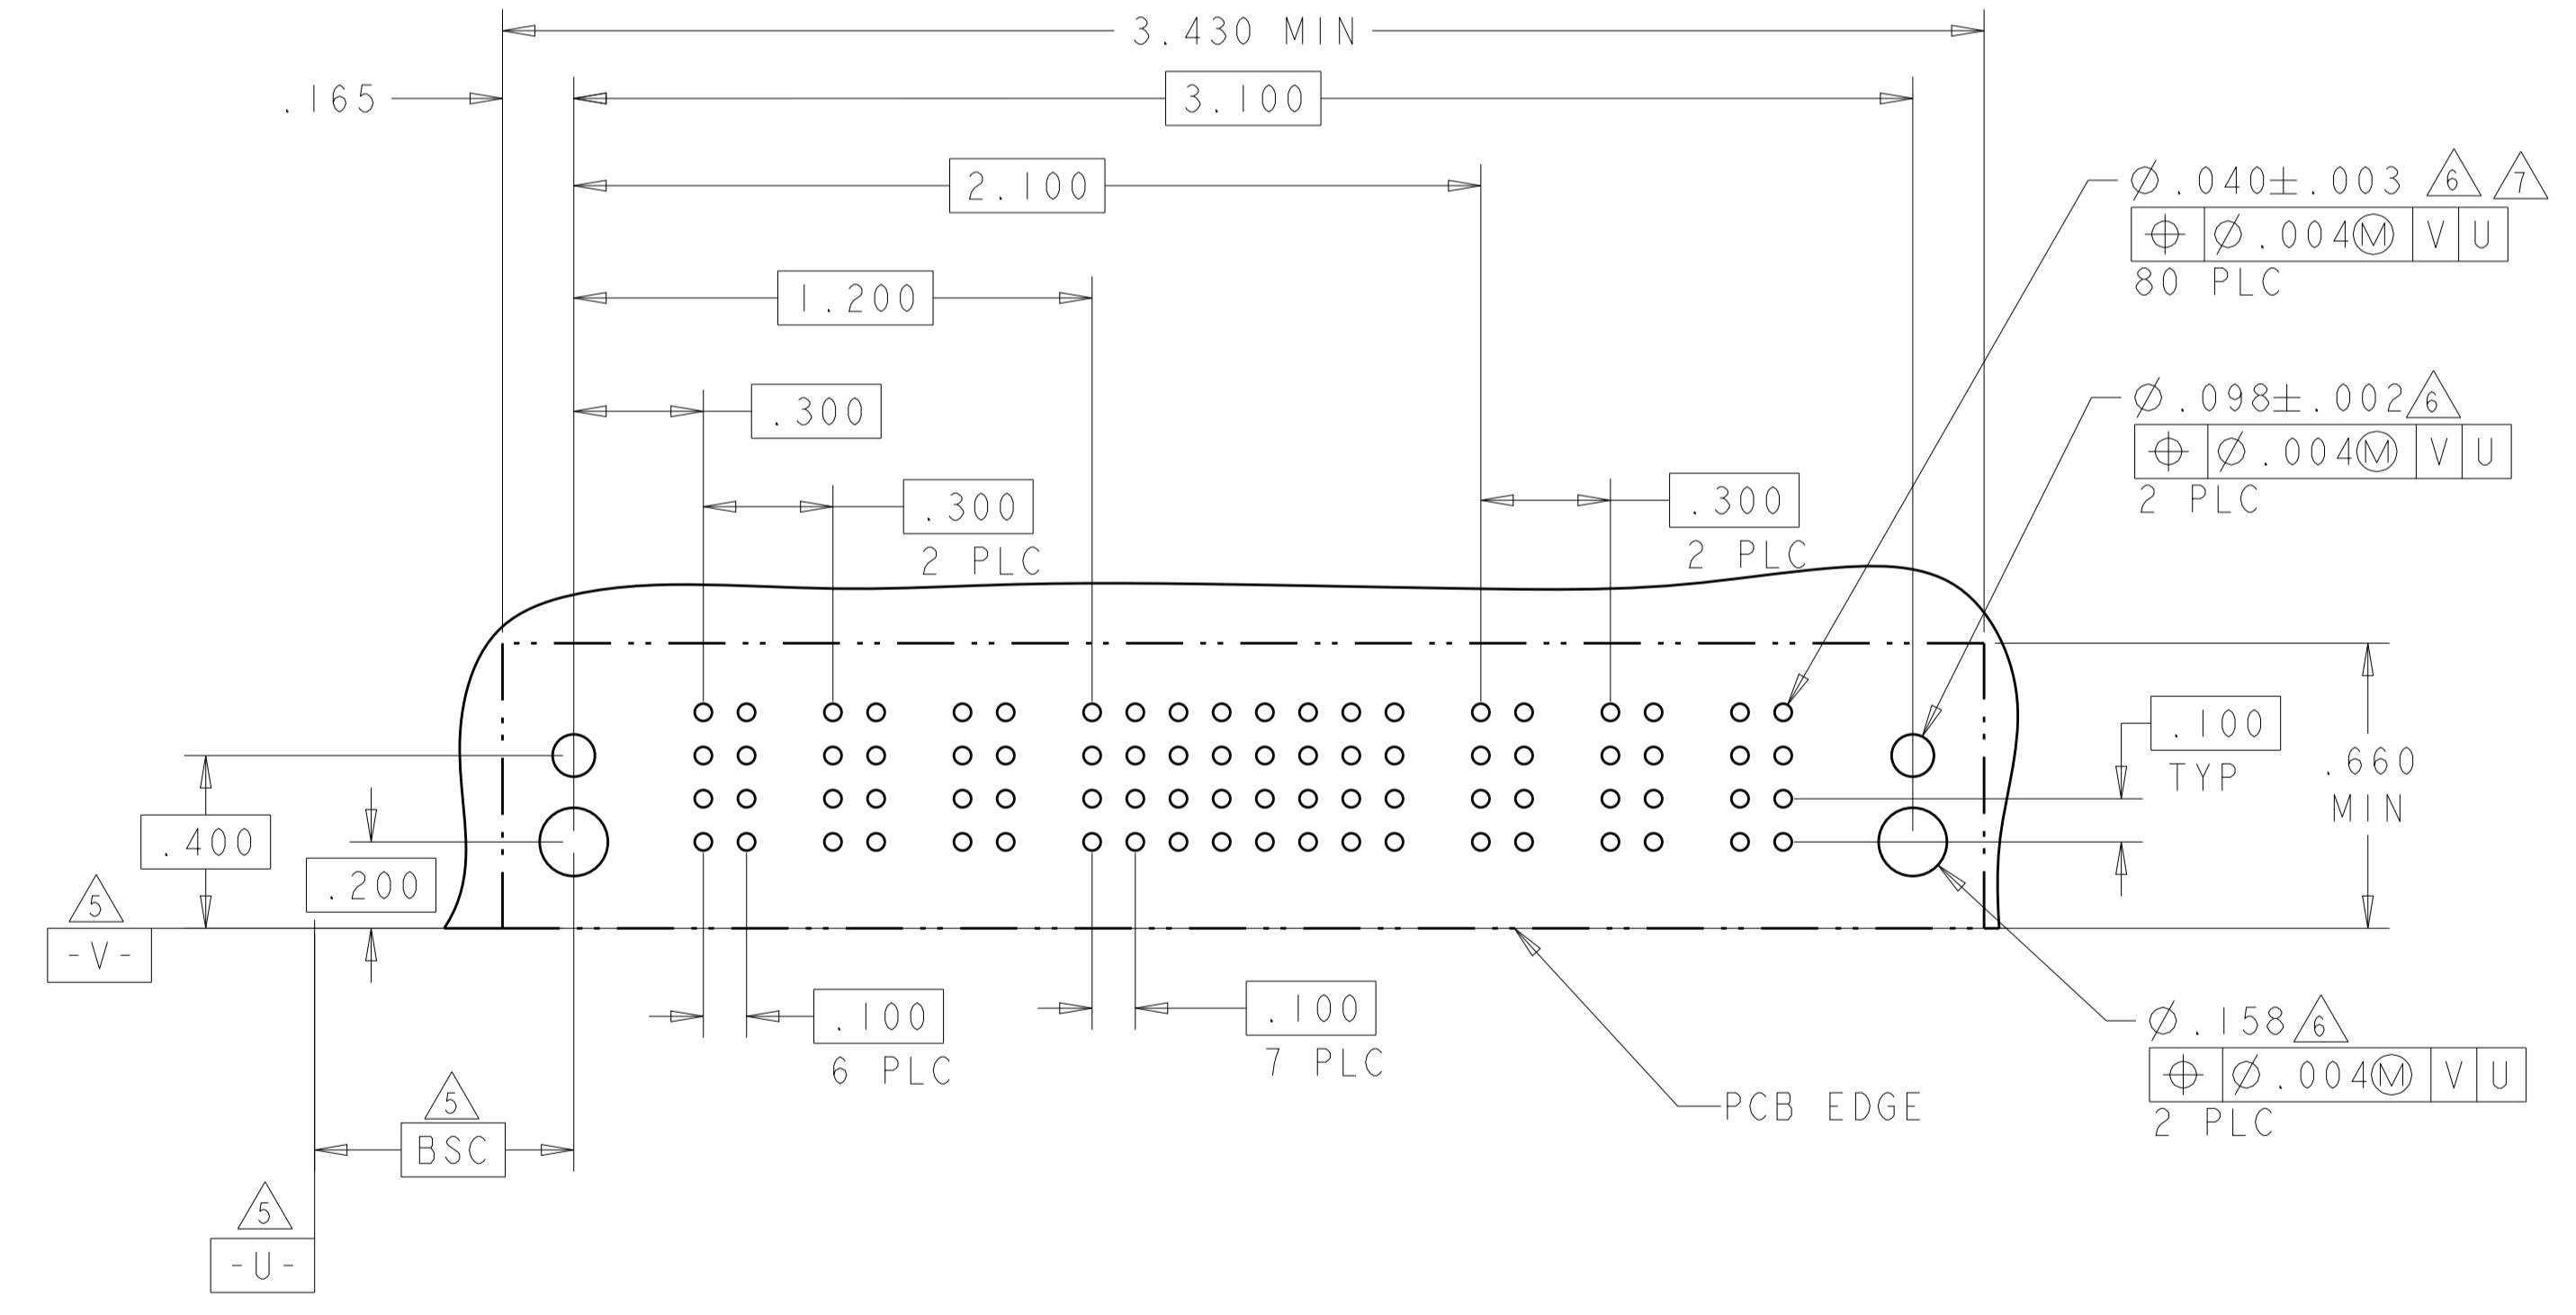 3.430 MIN
.165
3.100
2.100
Ø.040±.003 6 7
⌖ Ø.004Ⓜ V U
80 PLC
1.200
.300
Ø.098±.002 6
⌖ Ø.004Ⓜ V U
2 PLC
.300
2 PLC
.300
2 PLC
.100
TYP
.660
MIN
.400
.200
5
-V-
.100
6 PLC
.100
7 PLC
Ø.158 6
⌖ Ø.004Ⓜ V U
2 PLC
PCB EDGE
5
BSC
5
-U-